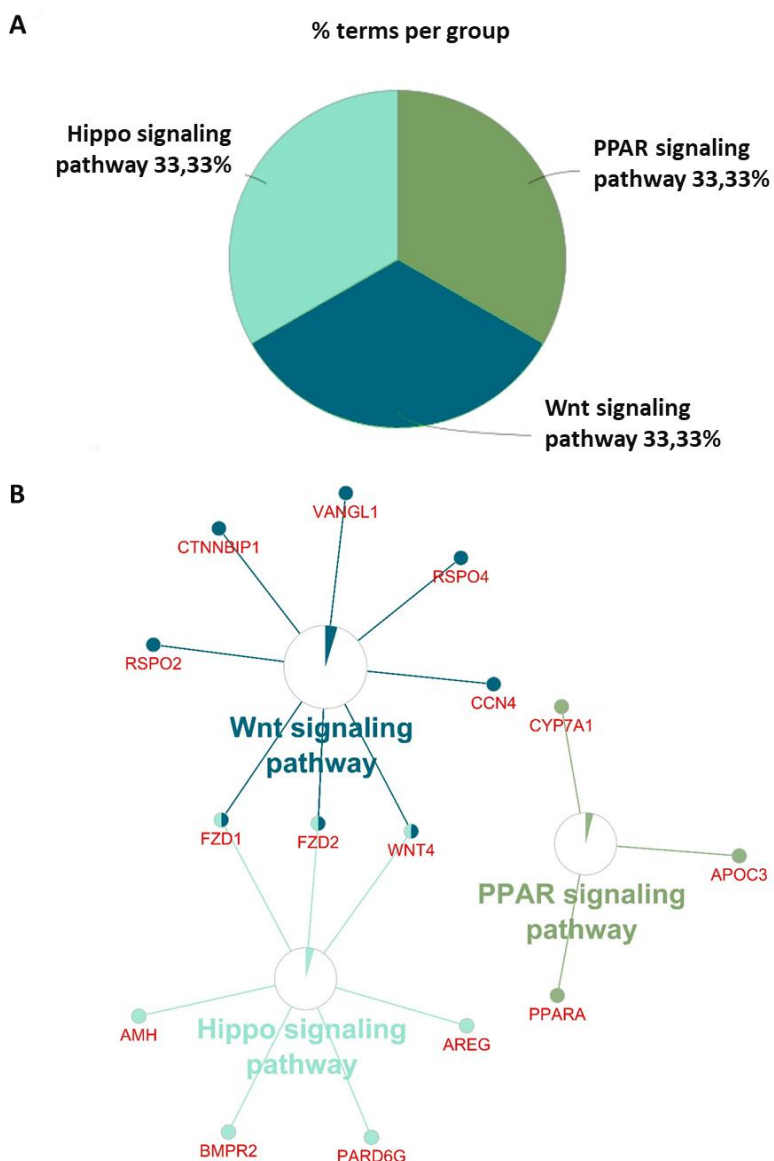 A
% terms per group
Hippo signaling
pathway 33,33%
PPAR signaling
pathway 33,33%
Wnt signaling
pathway 33,33%
B
VANGL1
CTNNBIP1
RSPO4
RSPO2
CCN4
Wnt signaling
pathway
CYP7A1
FZD1
FZD2
WNT4
APOC3
PPAR signaling
pathway
PPARA
AMH
Hippo signaling
pathway
AREG
BMPR2
PARD6G